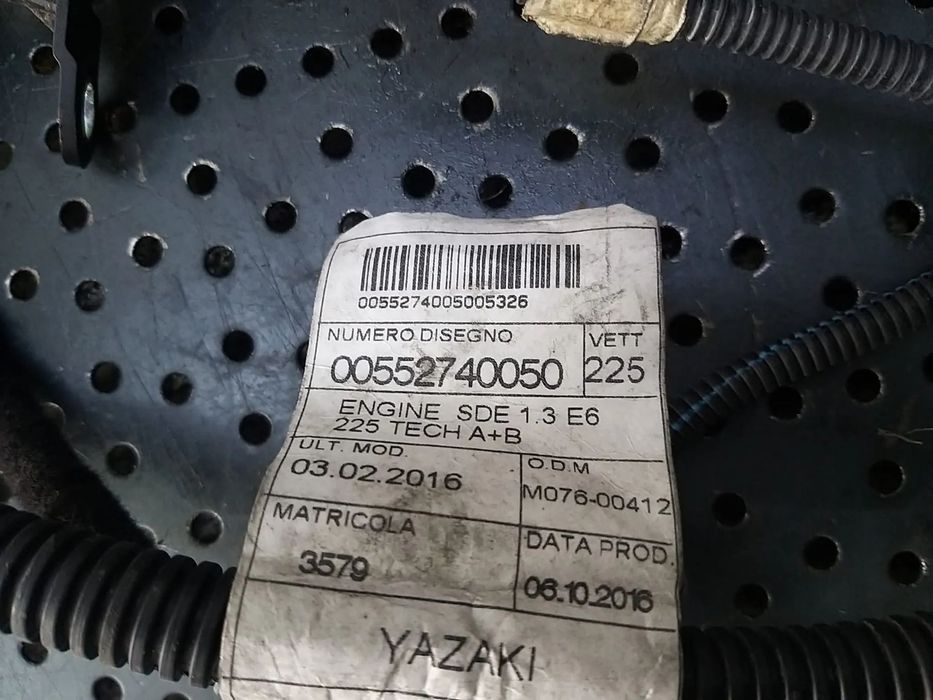 0055274005005326
NUMERO DISEGNO
00552740050
VETT
225
ENGINE SDE 1.3 E6
225 TECH A+B
ULT. MOD.
03.02.2016
O.D.M
M076-00412
MATRICOLA
3579
DATA PROD.
06.10.2016
YAZAKI